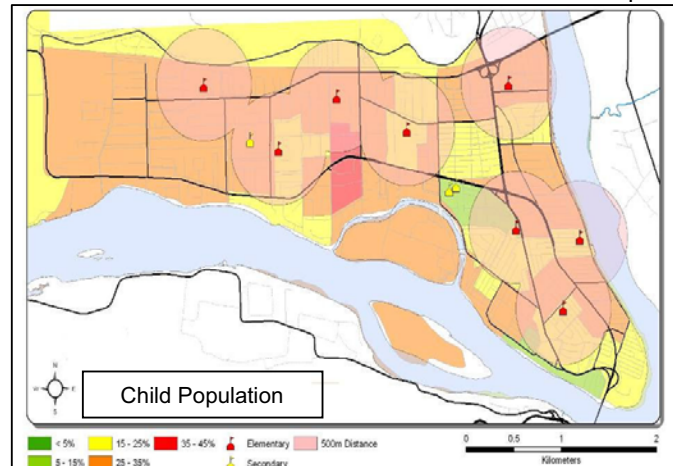 N
S
Child Population
< 5% 15 - 25% 35 - 45% Elementary 500m Distance 0 0.5 1 2
5 - 15% 25 - 35% Secondary Kilometers